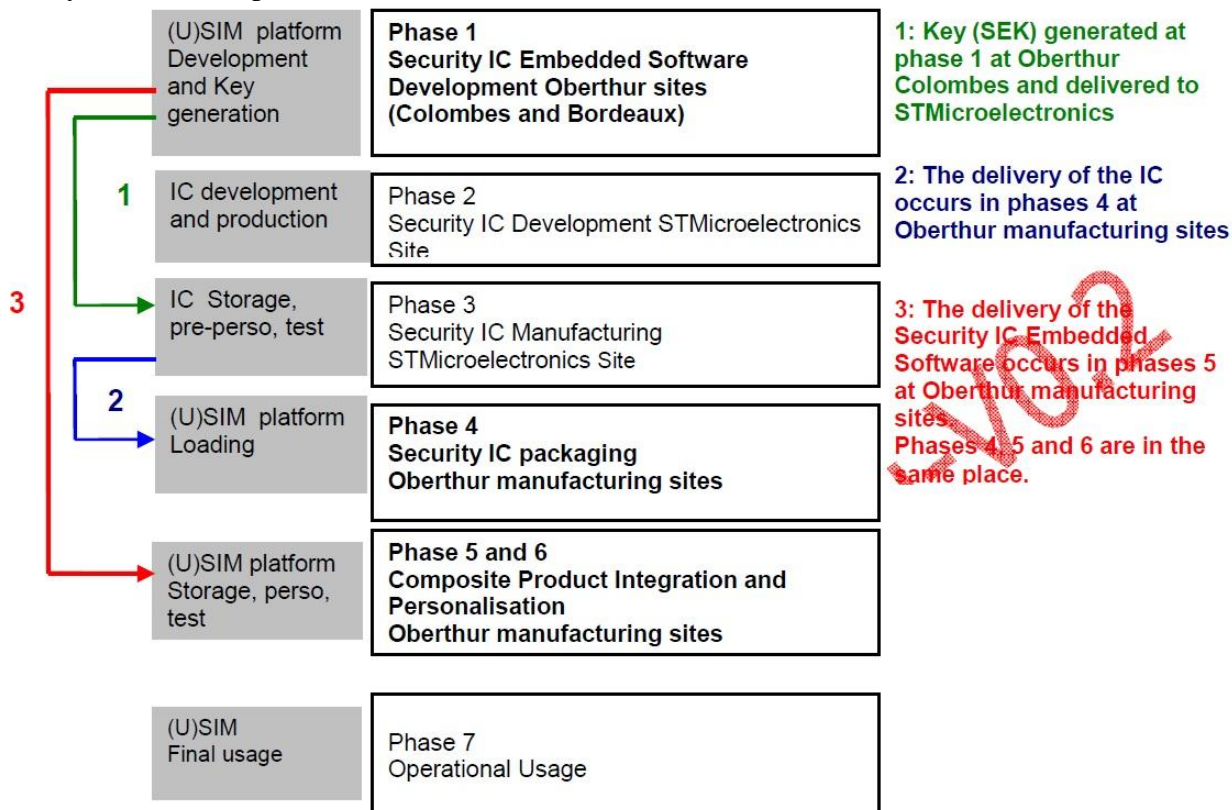 (U)SIM platform
Development
and Key
generation
Phase 1
Security IC Embedded Software
Development Oberthur sites
(Colombes and Bordeaux)
1: Key (SEK) generated at
phase 1 at Oberthur
Colombes and delivered to
STMicroelectronics
1
IC development
and production
Phase 2
Security IC Development STMicroelectronics
Site
2: The delivery of the IC
occurs in phases 4 at
Oberthur manufacturing sites
3
IC Storage,
pre-perso, test
Phase 3
Security IC Manufacturing
STMicroelectronics Site
3: The delivery of the
Security IC Embedded
Software occurs in phases 5
at Oberthur manufacturing
sites.
Phases 4, 5 and 6 are in the
same place.
-V0.2
2
(U)SIM platform
Loading
Phase 4
Security IC packaging
Oberthur manufacturing sites
(U)SIM platform
Storage, perso,
test
Phase 5 and 6
Composite Product Integration and
Personalisation
Oberthur manufacturing sites
(U)SIM
Final usage
Phase 7
Operational Usage